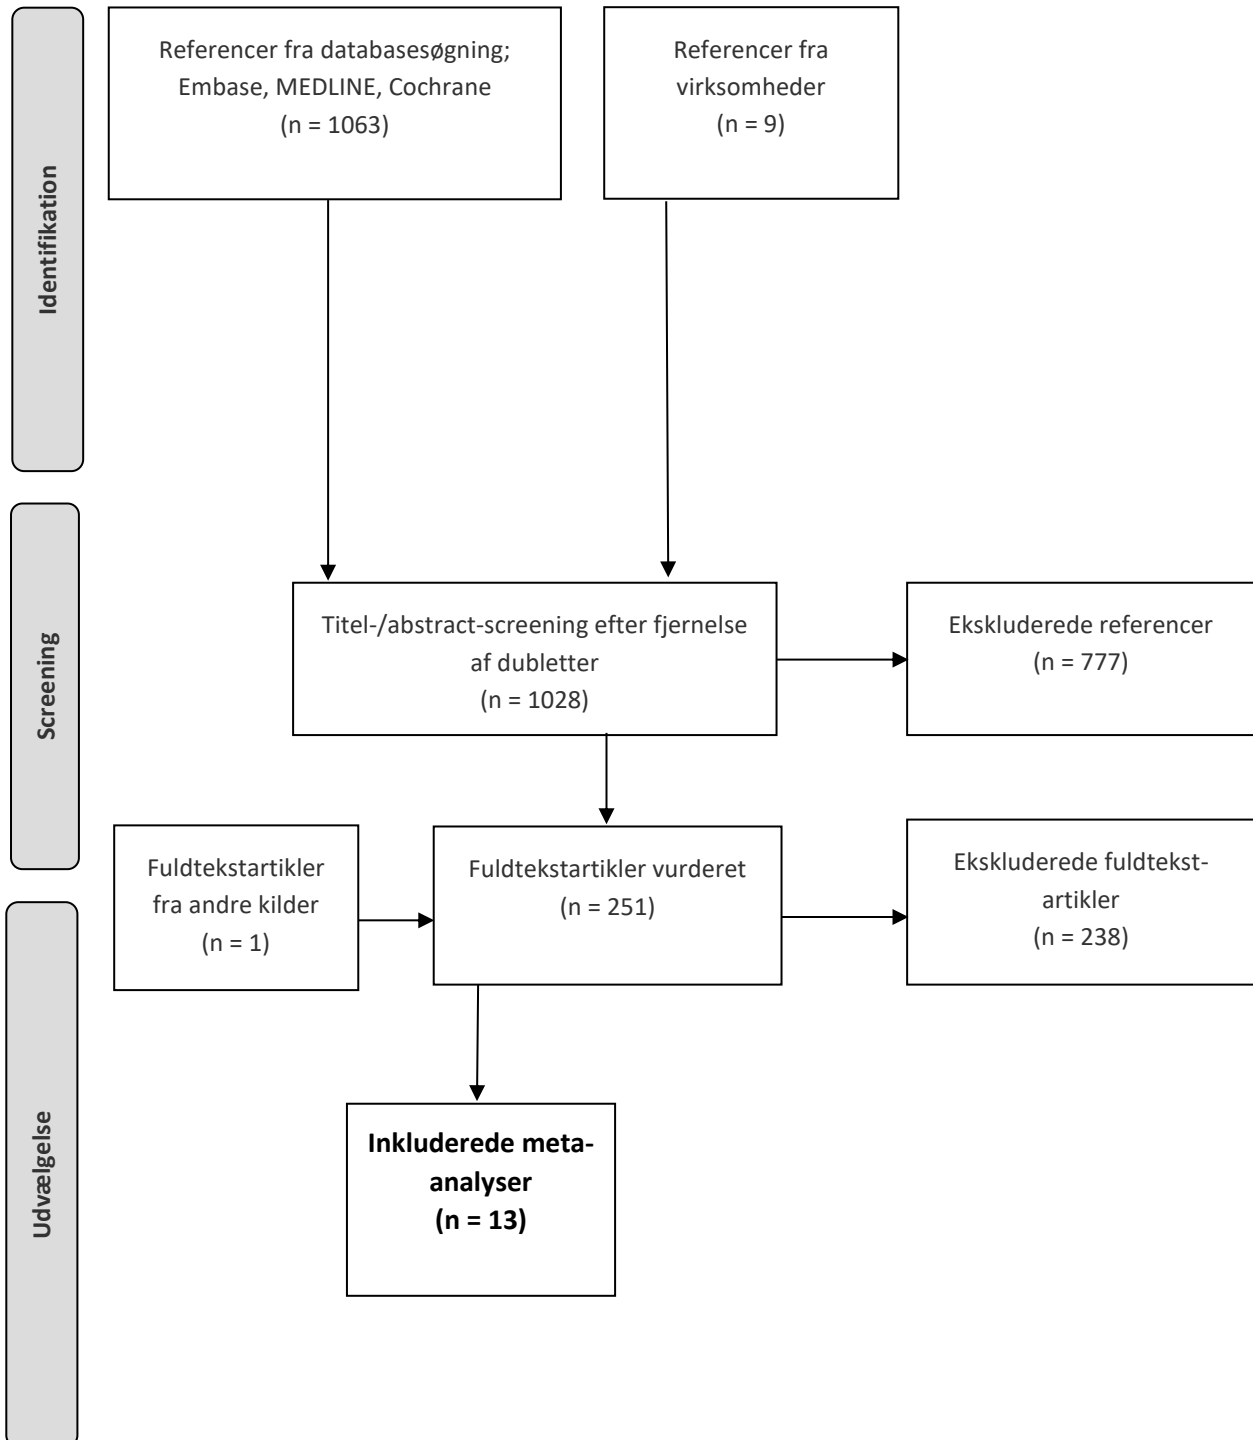 Identifikation
Referencer fra databasesøgning;
Embase, MEDLINE, Cochrane
(n = 1063)
Referencer fra
virksomheder
(n = 9)
Screening
Titel-/abstract-screening efter fjernelse
af dubletter
(n = 1028)
Ekskluderede referencer
(n = 777)
Fuldtekstartikler
fra andre kilder
(n = 1)
Fuldtekstartikler vurderet
(n = 251)
Ekskluderede fuldtekst-
artikler
(n = 238)
Udvælgelse
Inkluderede meta-
analyser
(n = 13)